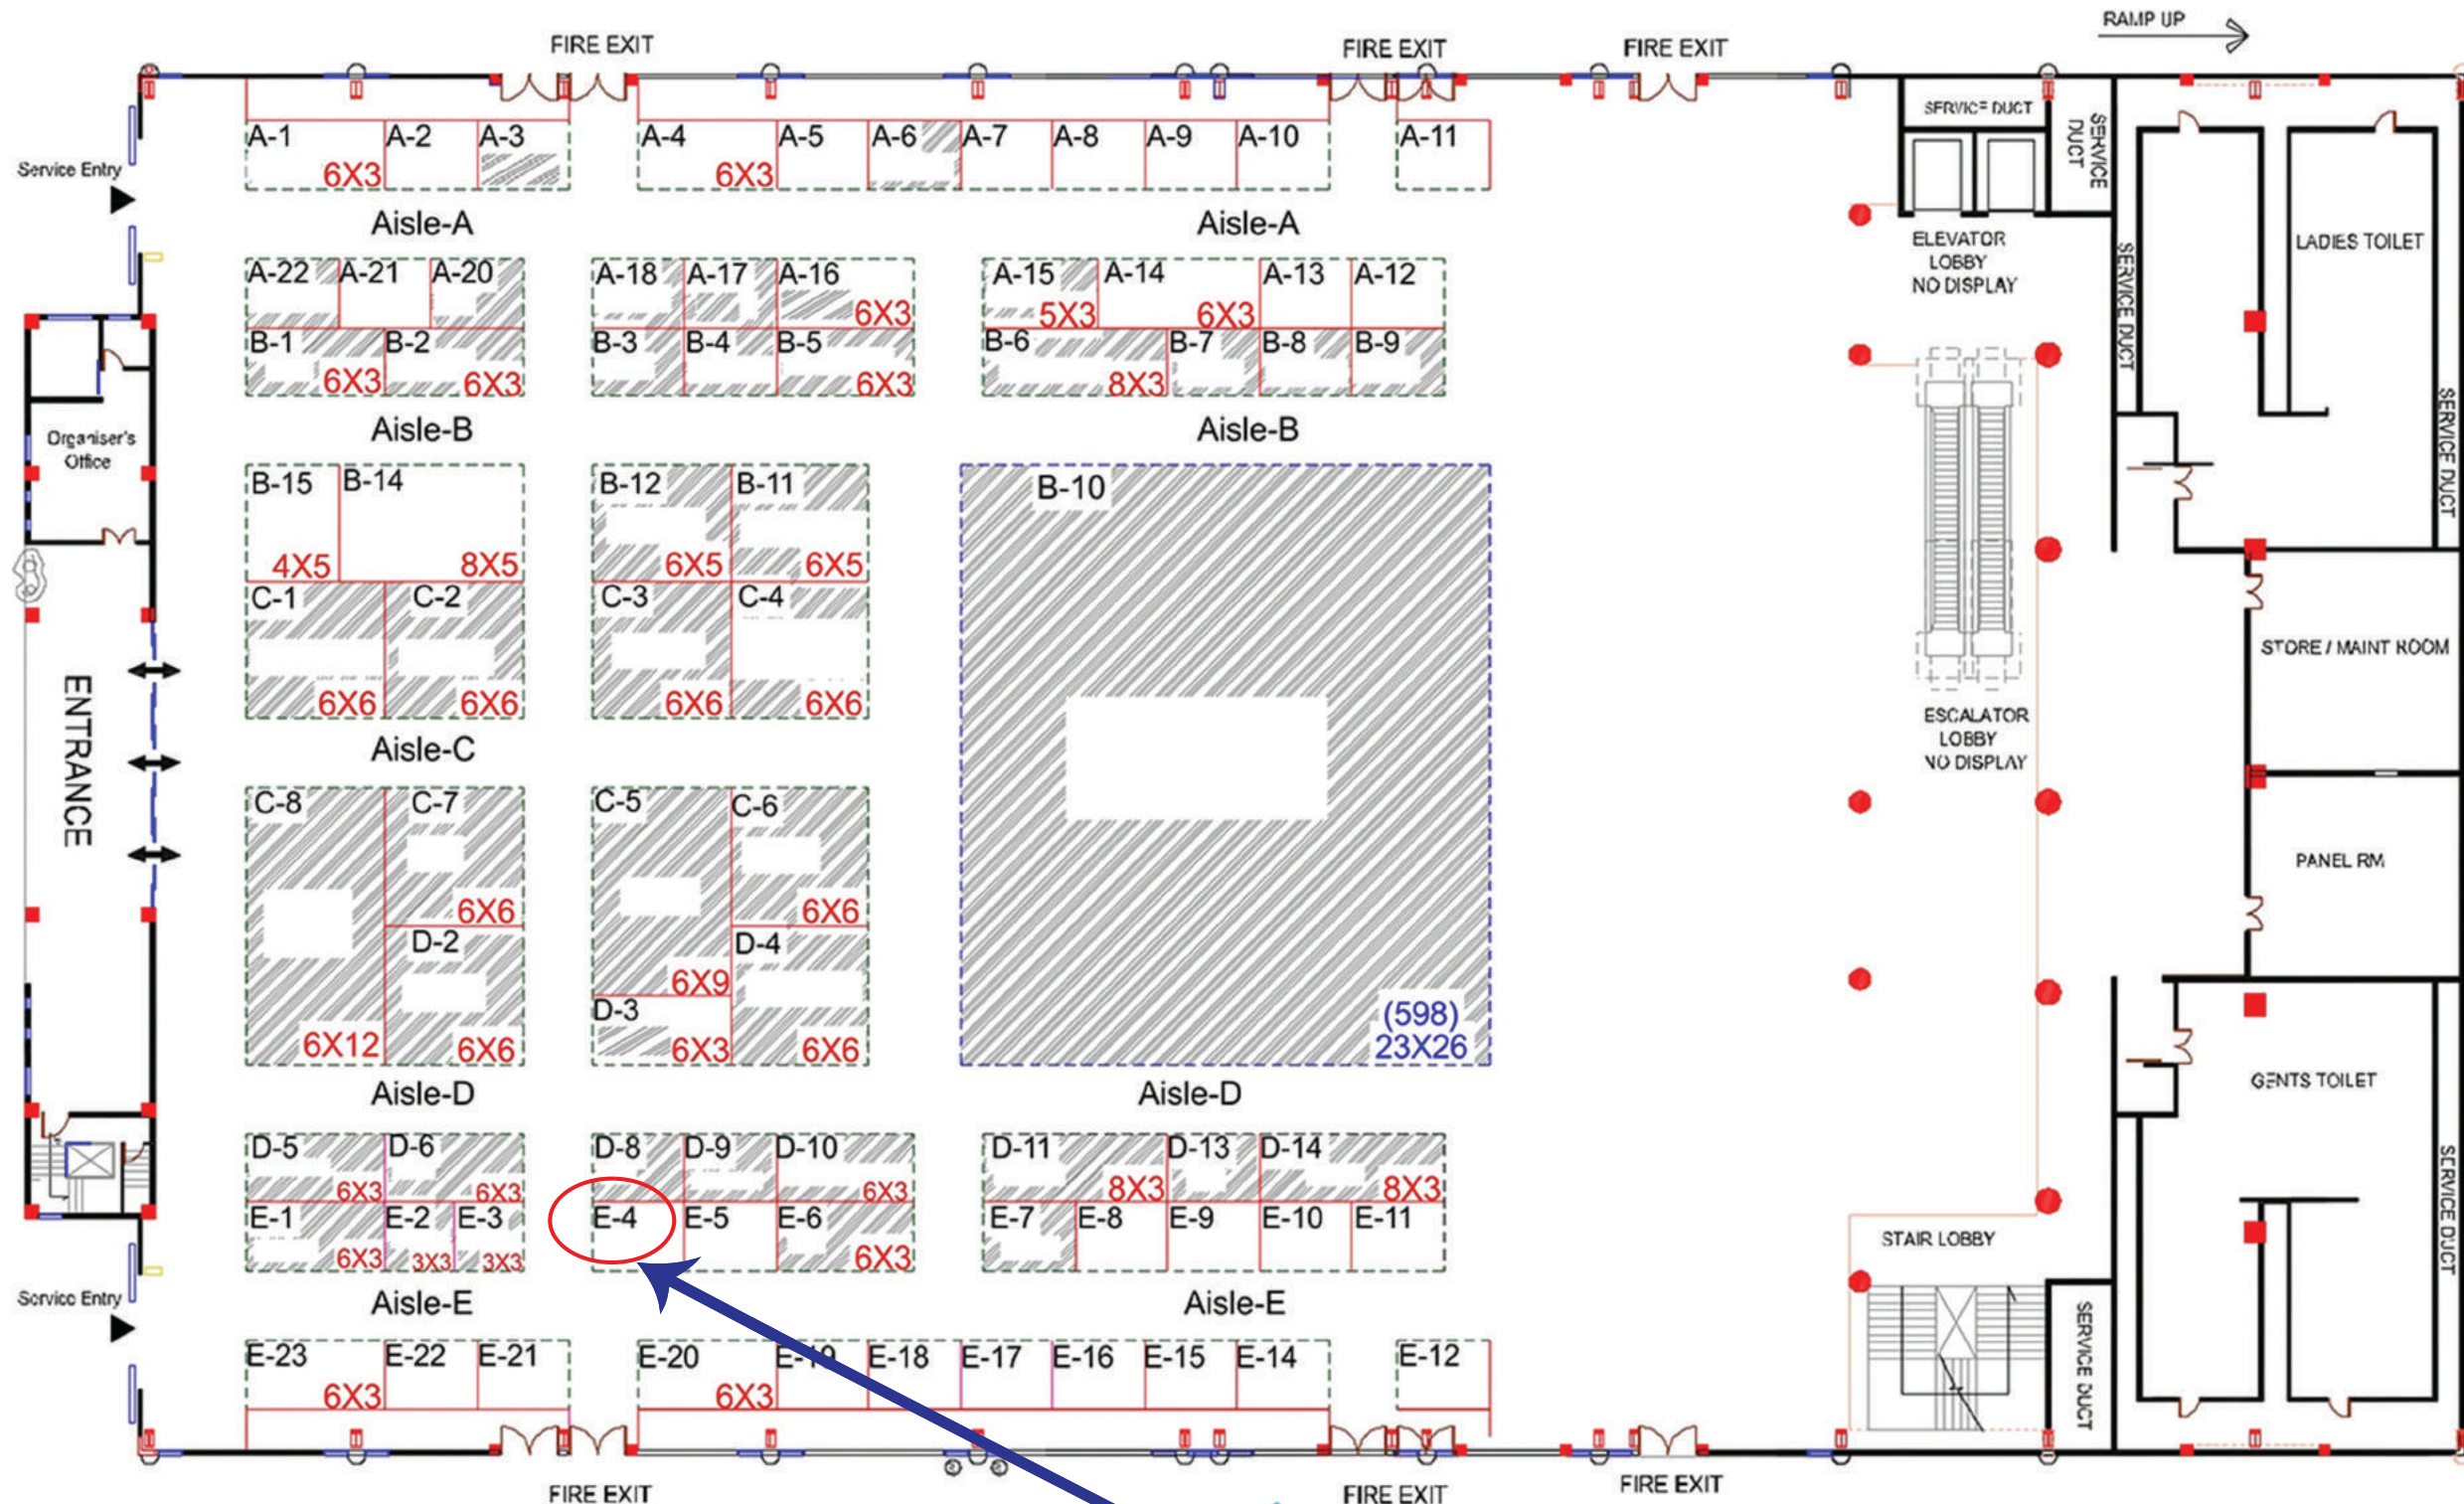 RAMP UP
FIRE EXIT
FIRE EXIT
FIRE EXIT
SERVICE DUCT
SERVICE DUCT
A-1
6X3
A-2
A-3
A-4
6X3
A-5
A-6
A-7
A-8
A-9
A-10
A-11
Service Entry
Aisle-A
Aisle-A
ELEVATOR
LOBBY
NO DISPLAY
SERVICE DUCT
LADIES TOILET
A-22
A-21
A-20
A-18
A-17
A-16
6X3
A-15
5X3
A-14
6X3
A-13
A-12
B-1
6X3
B-2
6X3
B-3
B-4
B-5
6X3
B-6
8X3
B-7
B-8
B-9
Organiser's
Office
Aisle-B
Aisle-B
SERVICE DUCT
B-15
4X5
B-14
8X5
B-12
6X5
B-11
6X5
B-10
(598)
23X26
C-1
6X6
C-2
6X6
C-3
6X6
C-4
6X6
STORE / MAINT ROOM
ENTRANCE
Aisle-C
ESCALATOR
LOBBY
NO DISPLAY
C-8
6X12
C-7
6X6
C-5
6X9
C-6
6X6
PANEL RM
D-2
6X6
D-3
6X3
D-4
6X6
Aisle-D
Aisle-D
GENTS TOILET
D-5
6X3
D-6
6X3
D-8
D-9
D-10
6X3
D-11
8X3
D-13
D-14
8X3
SERVICE DUCT
E-1
6X3
E-2
3X3
E-3
3X3
E-4
E-5
E-6
6X3
E-7
E-8
E-9
E-10
E-11
STAIR LOBBY
Service Entry
Aisle-E
Aisle-E
SERVICE DUCT
E-23
6X3
E-22
E-21
E-20
6X3
E-19
E-18
E-17
E-16
E-15
E-14
E-12
FIRE EXIT
FIRE EXIT
FIRE EXIT